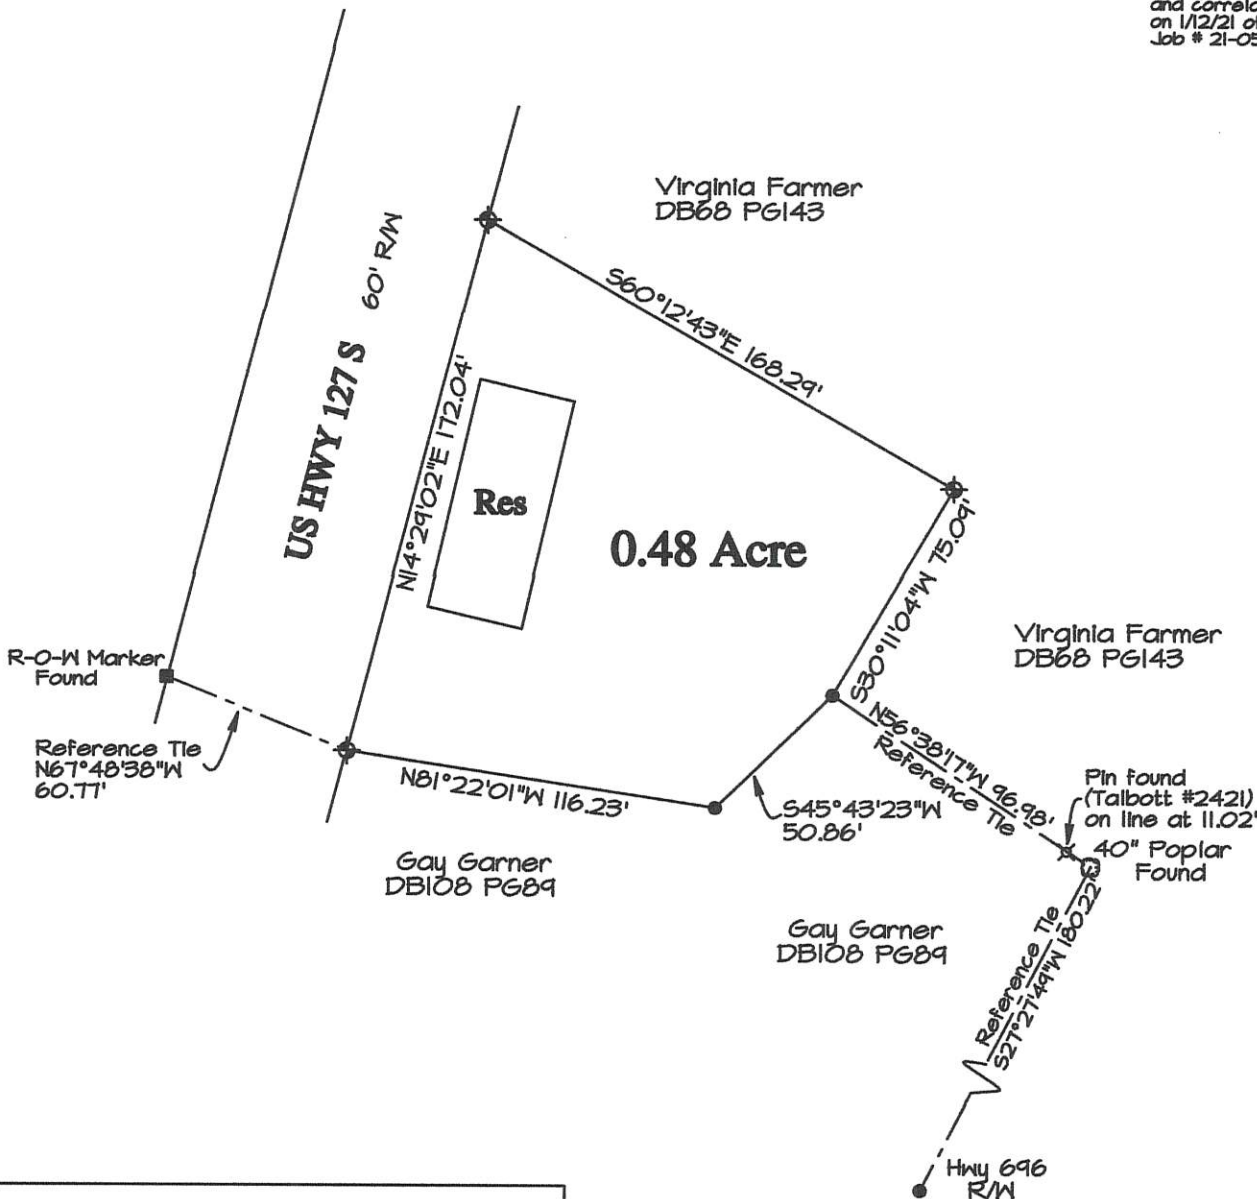 and correla
on 1/12/21 o
Job # 21-05
Virginia Farmer
DB68 PG143
60' R/W
US HWY 127 S
S60°12'43"E 168.29'
N14°29'02"E 172.04'
Res
0.48 Acre
S30°11'04"W 75.09'
Virginia Farmer
DB68 PG143
R-O-W Marker
Found
Reference Tie
N67°48'38"W
60.77'
N81°22'01"W 116.23'
S45°43'23"W
50.86'
N56°38'17"W 96.98'
Reference Tie
Pin found
(Talbott #2421)
on line at 11.02'
40" Poplar
Found
Gay Garner
DB108 PG89
Gay Garner
DB108 PG89
Reference Tie
S27°27'49"W 180.22'
Hwy 696
R/W